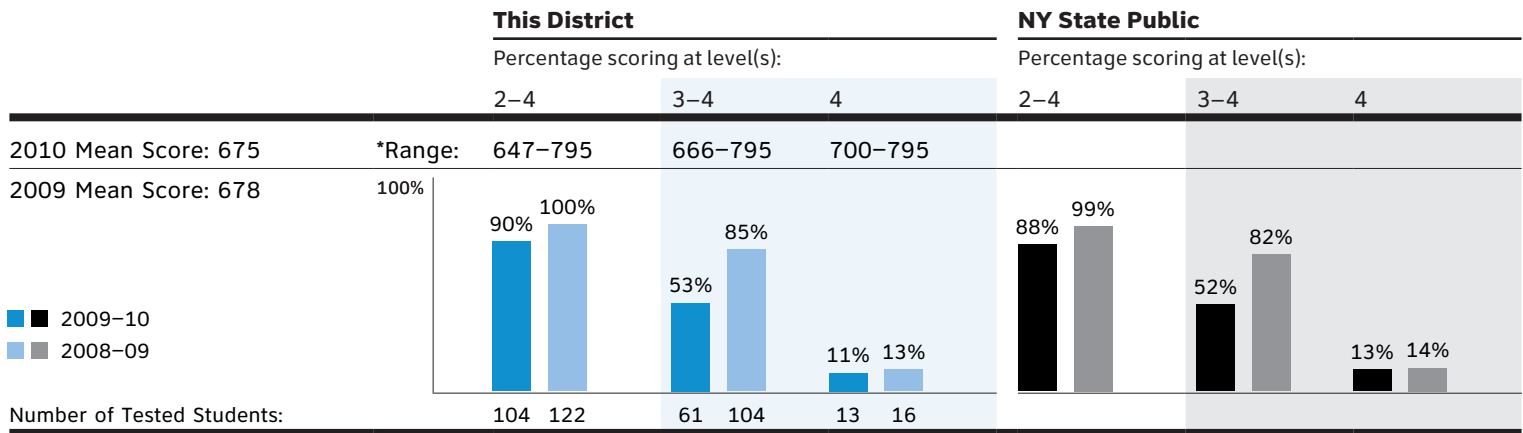 This District NY State Public
Percentage scoring at level(s): Percentage scoring at level(s):
2–4 3–4 4 2–4 3–4 4
2010 Mean Score: 675 *Range: 647–795 666–795 700–795
2009 Mean Score: 678 100%
90% 100% 53% 85% 11% 13% 88% 99% 52% 82% 13% 14%
2009–10
2008–09
Number of Tested Students: 104 122 61 104 13 16